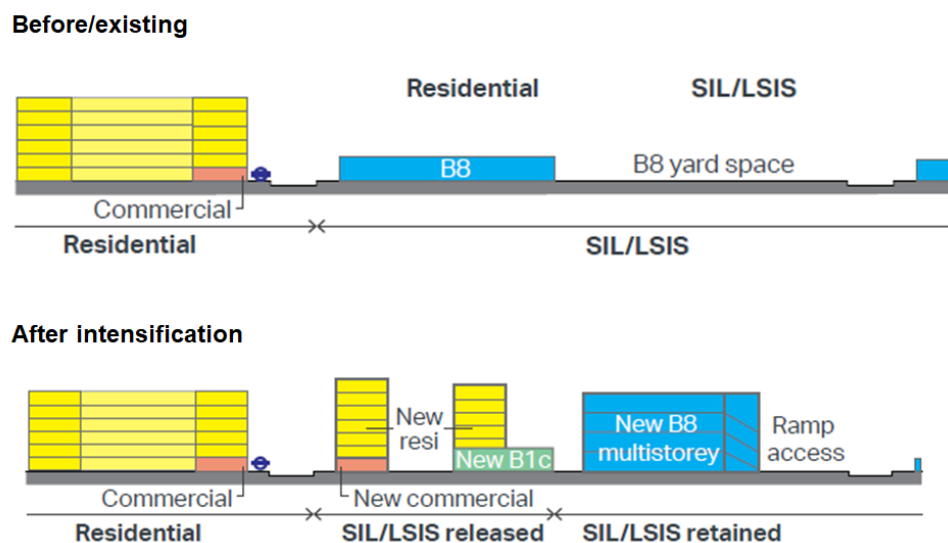 Before/existing
Residential SIL/LSIS
B8 B8 yard space
Commercial
Residential SIL/LSIS
After intensification
New
resi
New B8
multistorey
Ramp
access
New B1c
Commercial New commercial
Residential SIL/LSIS released SIL/LSIS retained